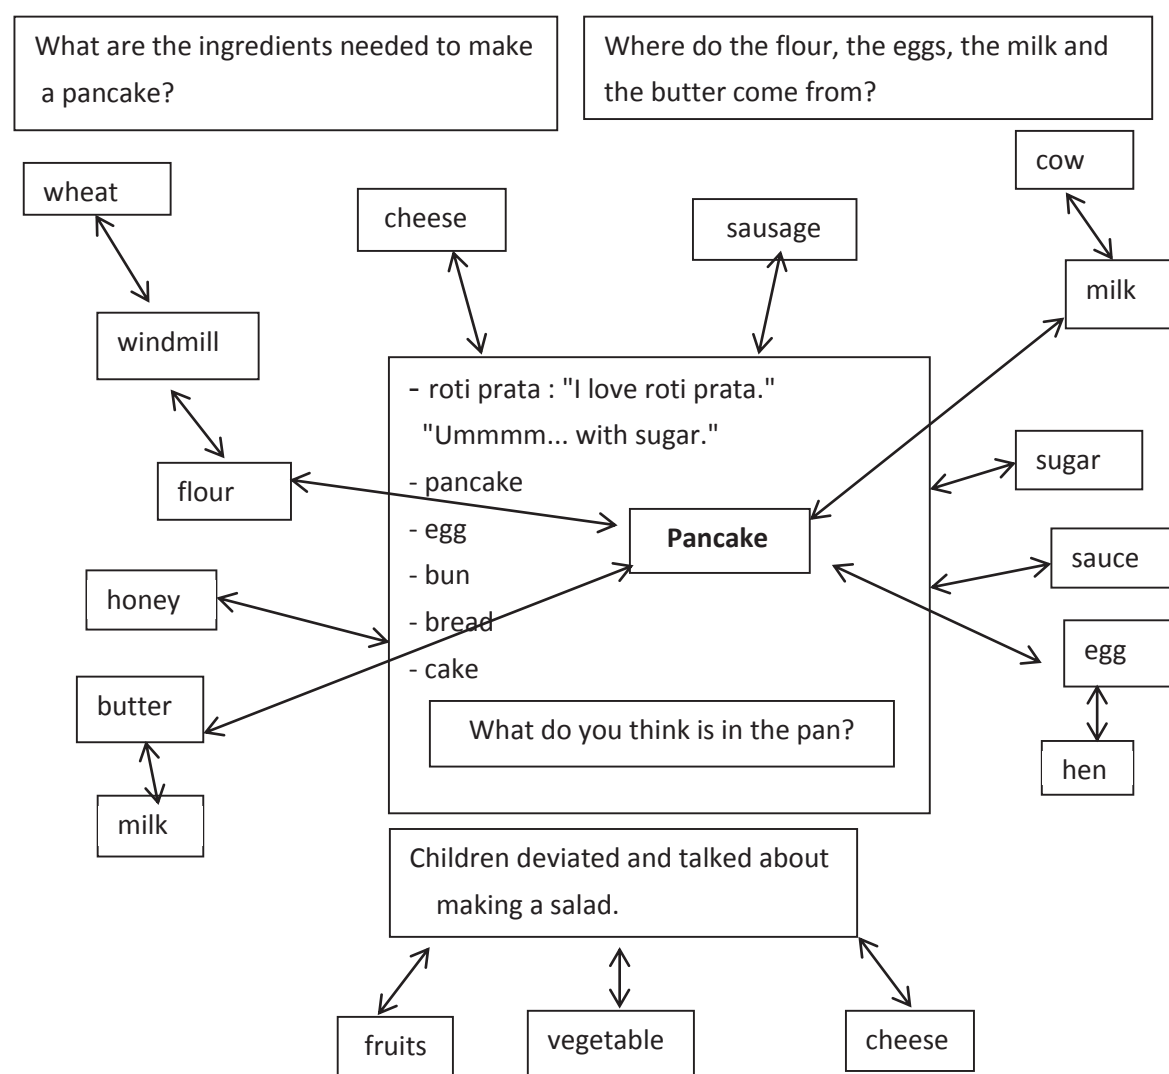 What are the ingredients needed to make
a pancake?
Where do the flour, the eggs, the milk and
the butter come from?
cow
wheat
cheese
sausage
milk
windmill
- roti prata : "I love roti prata."
"Ummmm... with sugar."
sugar
flour
- pancake
- egg
Pancake
sauce
- bun
honey
- bread
egg
- cake
butter
What do you think is in the pan?
hen
milk
Children deviated and talked about
making a salad.
fruits
vegetable
cheese